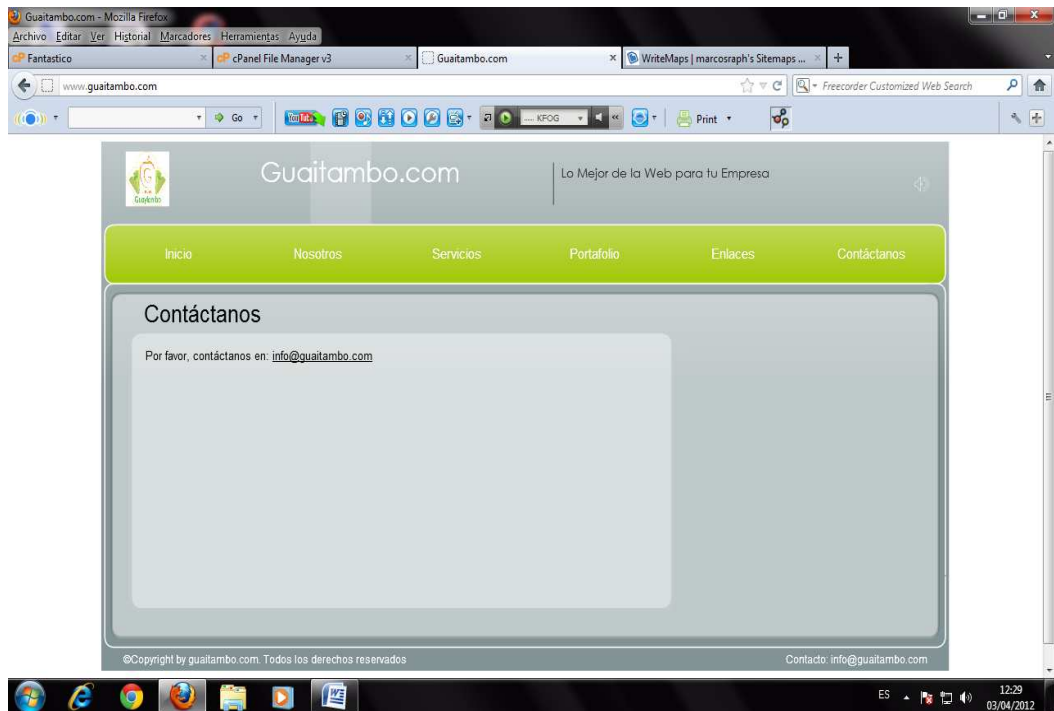 Guaitambo.com - Mozilla Firefox
Archivo Editar Ver Historial Marcadores Herramientas Ayuda
Fantastico
cPanel File Manager v3
Guaitambo.com
WriteMaps | marcosraph's Sitemaps ...
www.guaitambo.com
Freecorder Customized Web Search
Go
YouTube
.... KFOG
Print
Guaitambo.com
Lo Mejor de la Web para tu Empresa
Inicio
Nosotros
Servicios
Portafolio
Enlaces
Contáctanos
Contáctanos
Por favor, contáctanos en: info@guaitambo.com
©Copyright by guaitambo.com. Todos los derechos reservados
Contacto: info@guaitambo.com
ES
12:29
03/04/2012